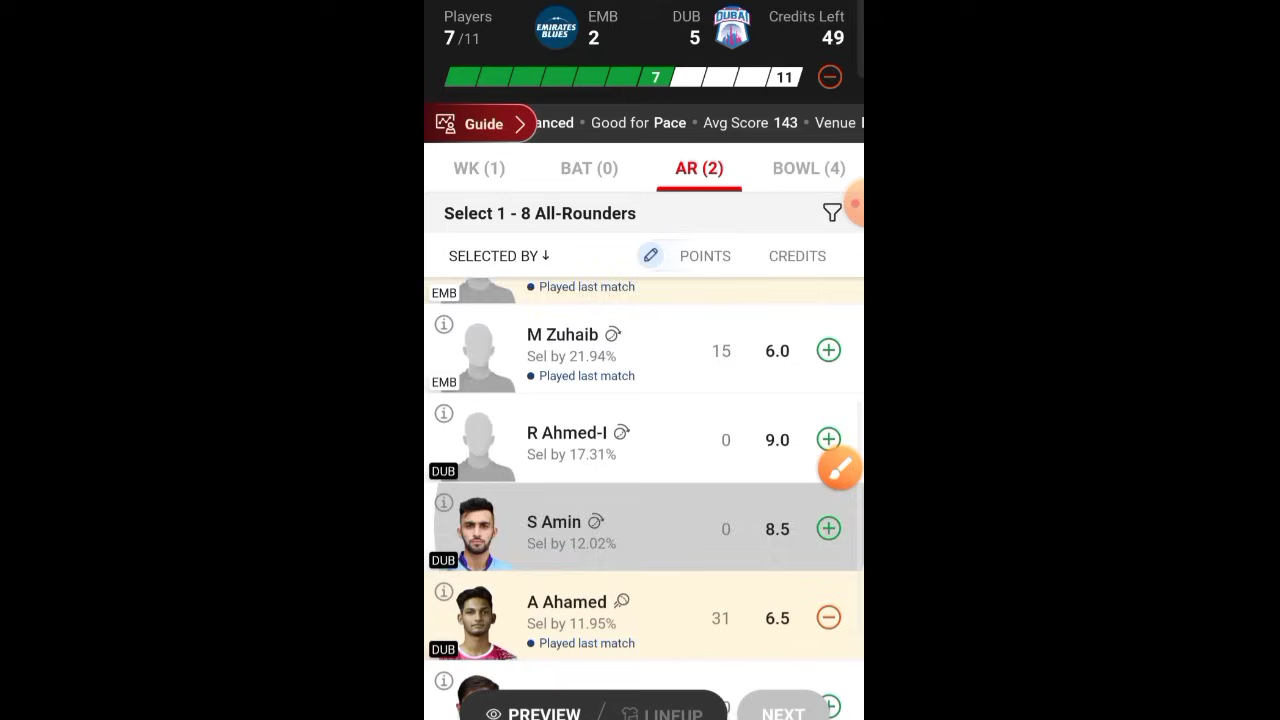 Players
7/11
EMIRATES
BLUES
EMB
2
DUB
5
DUBAI
Credits Left
49
7
11
Guide
anced • Good for Pace • Avg Score 143 • Venue
WK (1)
BAT (0)
AR (2)
BOWL (4)
Select 1 - 8 All-Rounders
SELECTED BY ↓
POINTS
CREDITS
EMB
Played last match
M Zuhaib
Sel by 21.94%
Played last match
EMB
15
6.0
R Ahmed-I
Sel by 17.31%
DUB
0
9.0
S Amin
Sel by 12.02%
DUB
0
8.5
A Ahamed
Sel by 11.95%
Played last match
DUB
31
6.5
PREVIEW
LINEUP
NEXT